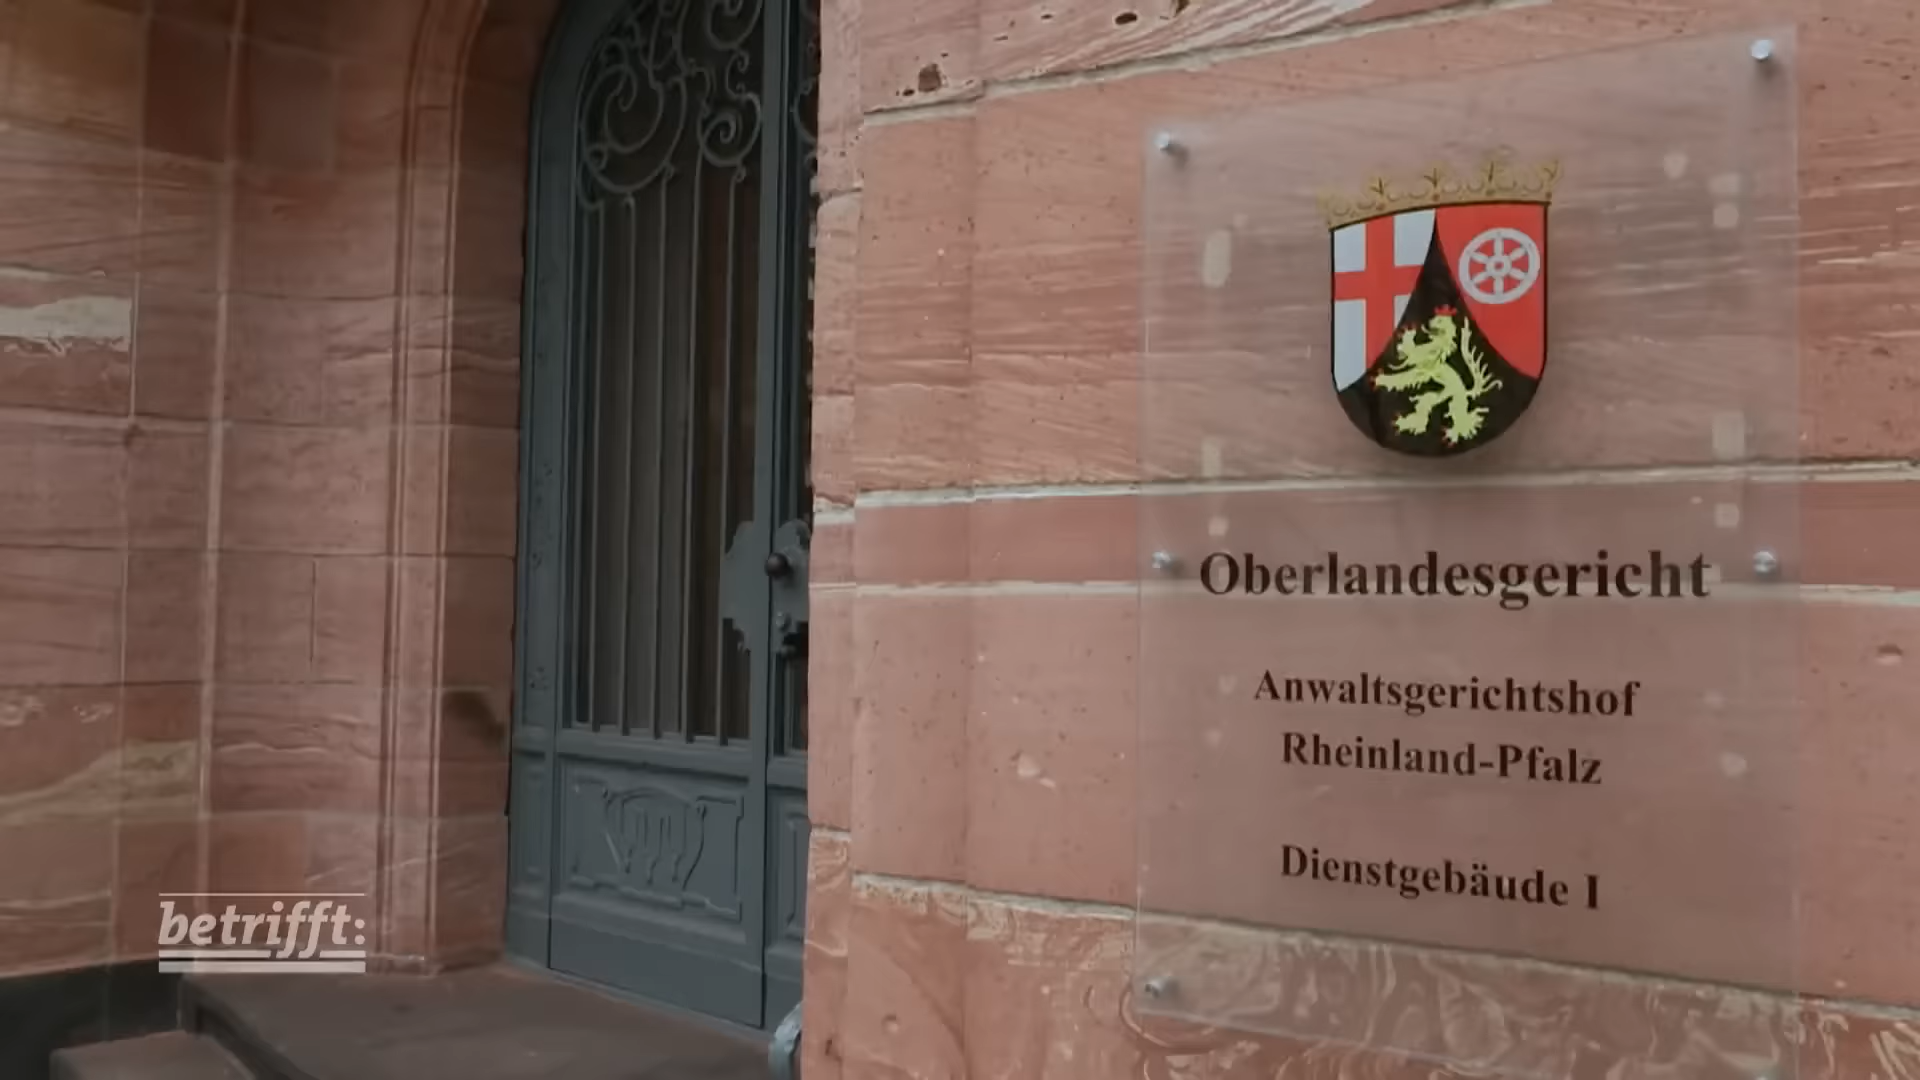 Oberlandesgericht
Anwaltsgerichtshof
Rheinland-Pfalz
Dienstgebäude I
betrifft: